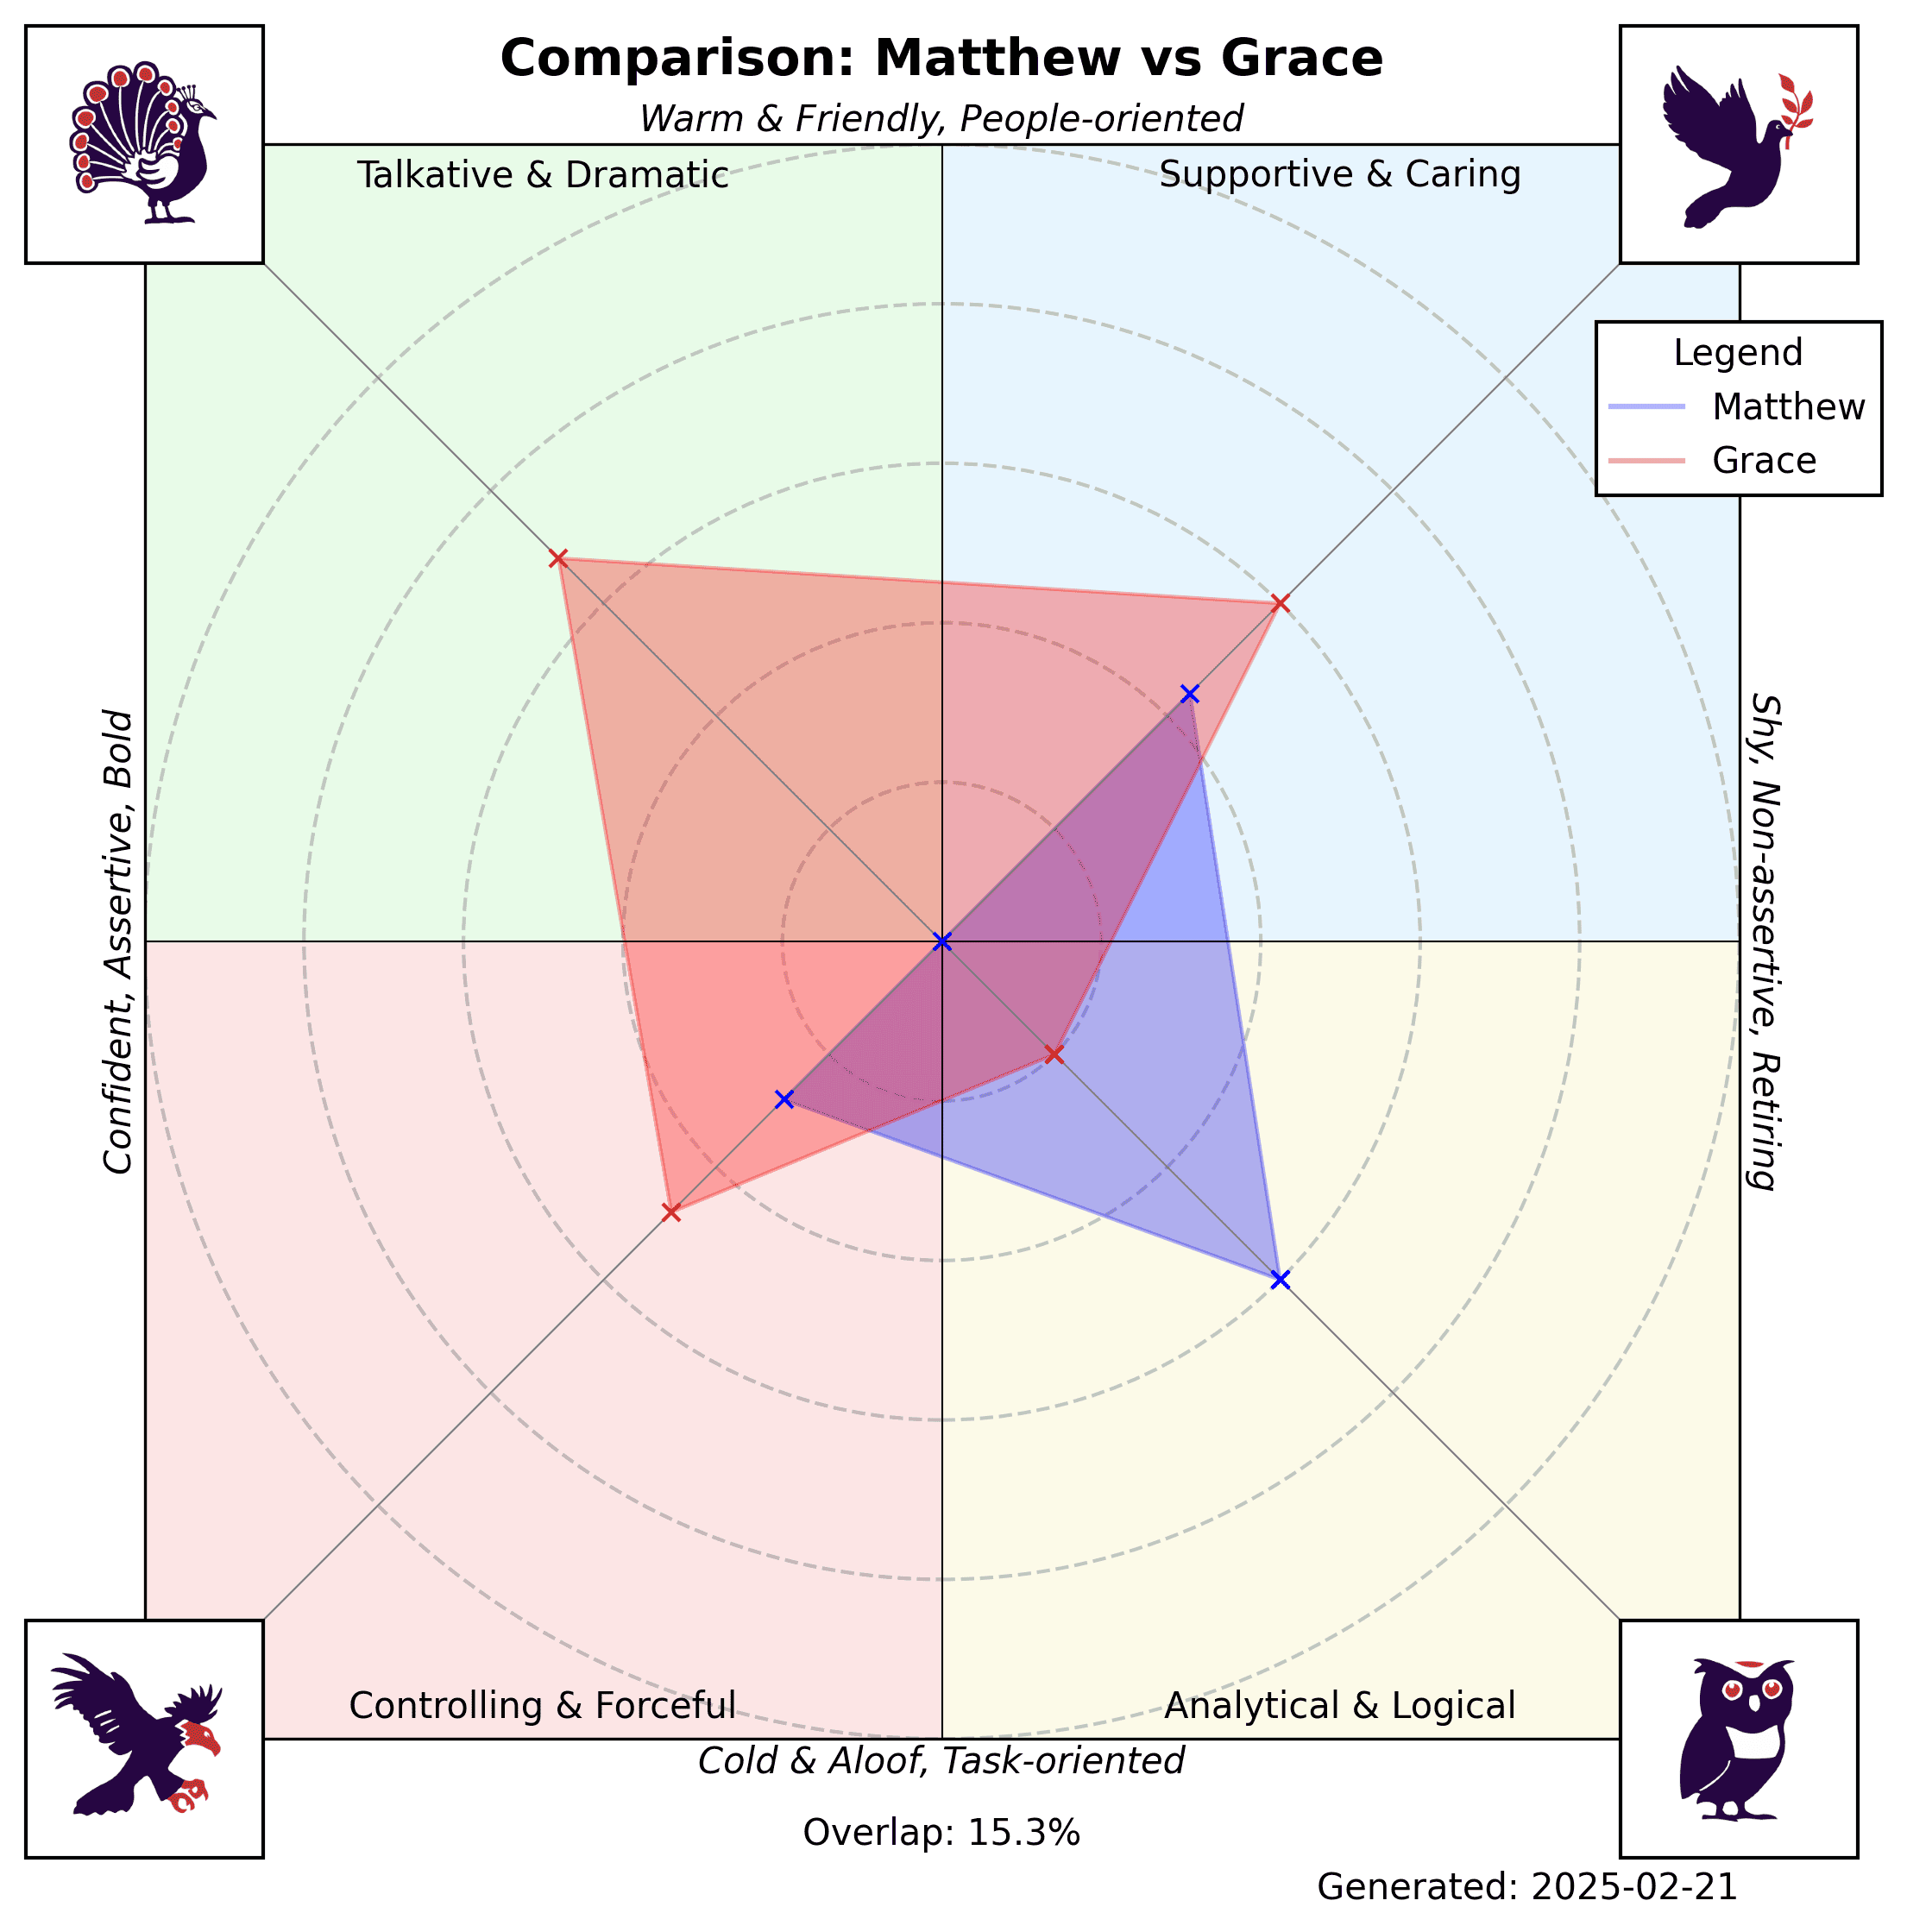 Comparison: Matthew vs Grace
Warm & Friendly, People-oriented
Talkative & Dramatic
Supportive & Caring
Legend
Matthew
Grace
Confident, Assertive, Bold
Shy, Non-assertive, Retiring
Controlling & Forceful
Analytical & Logical
Cold & Aloof, Task-oriented
Overlap: 15.3%
Generated: 2025-02-21